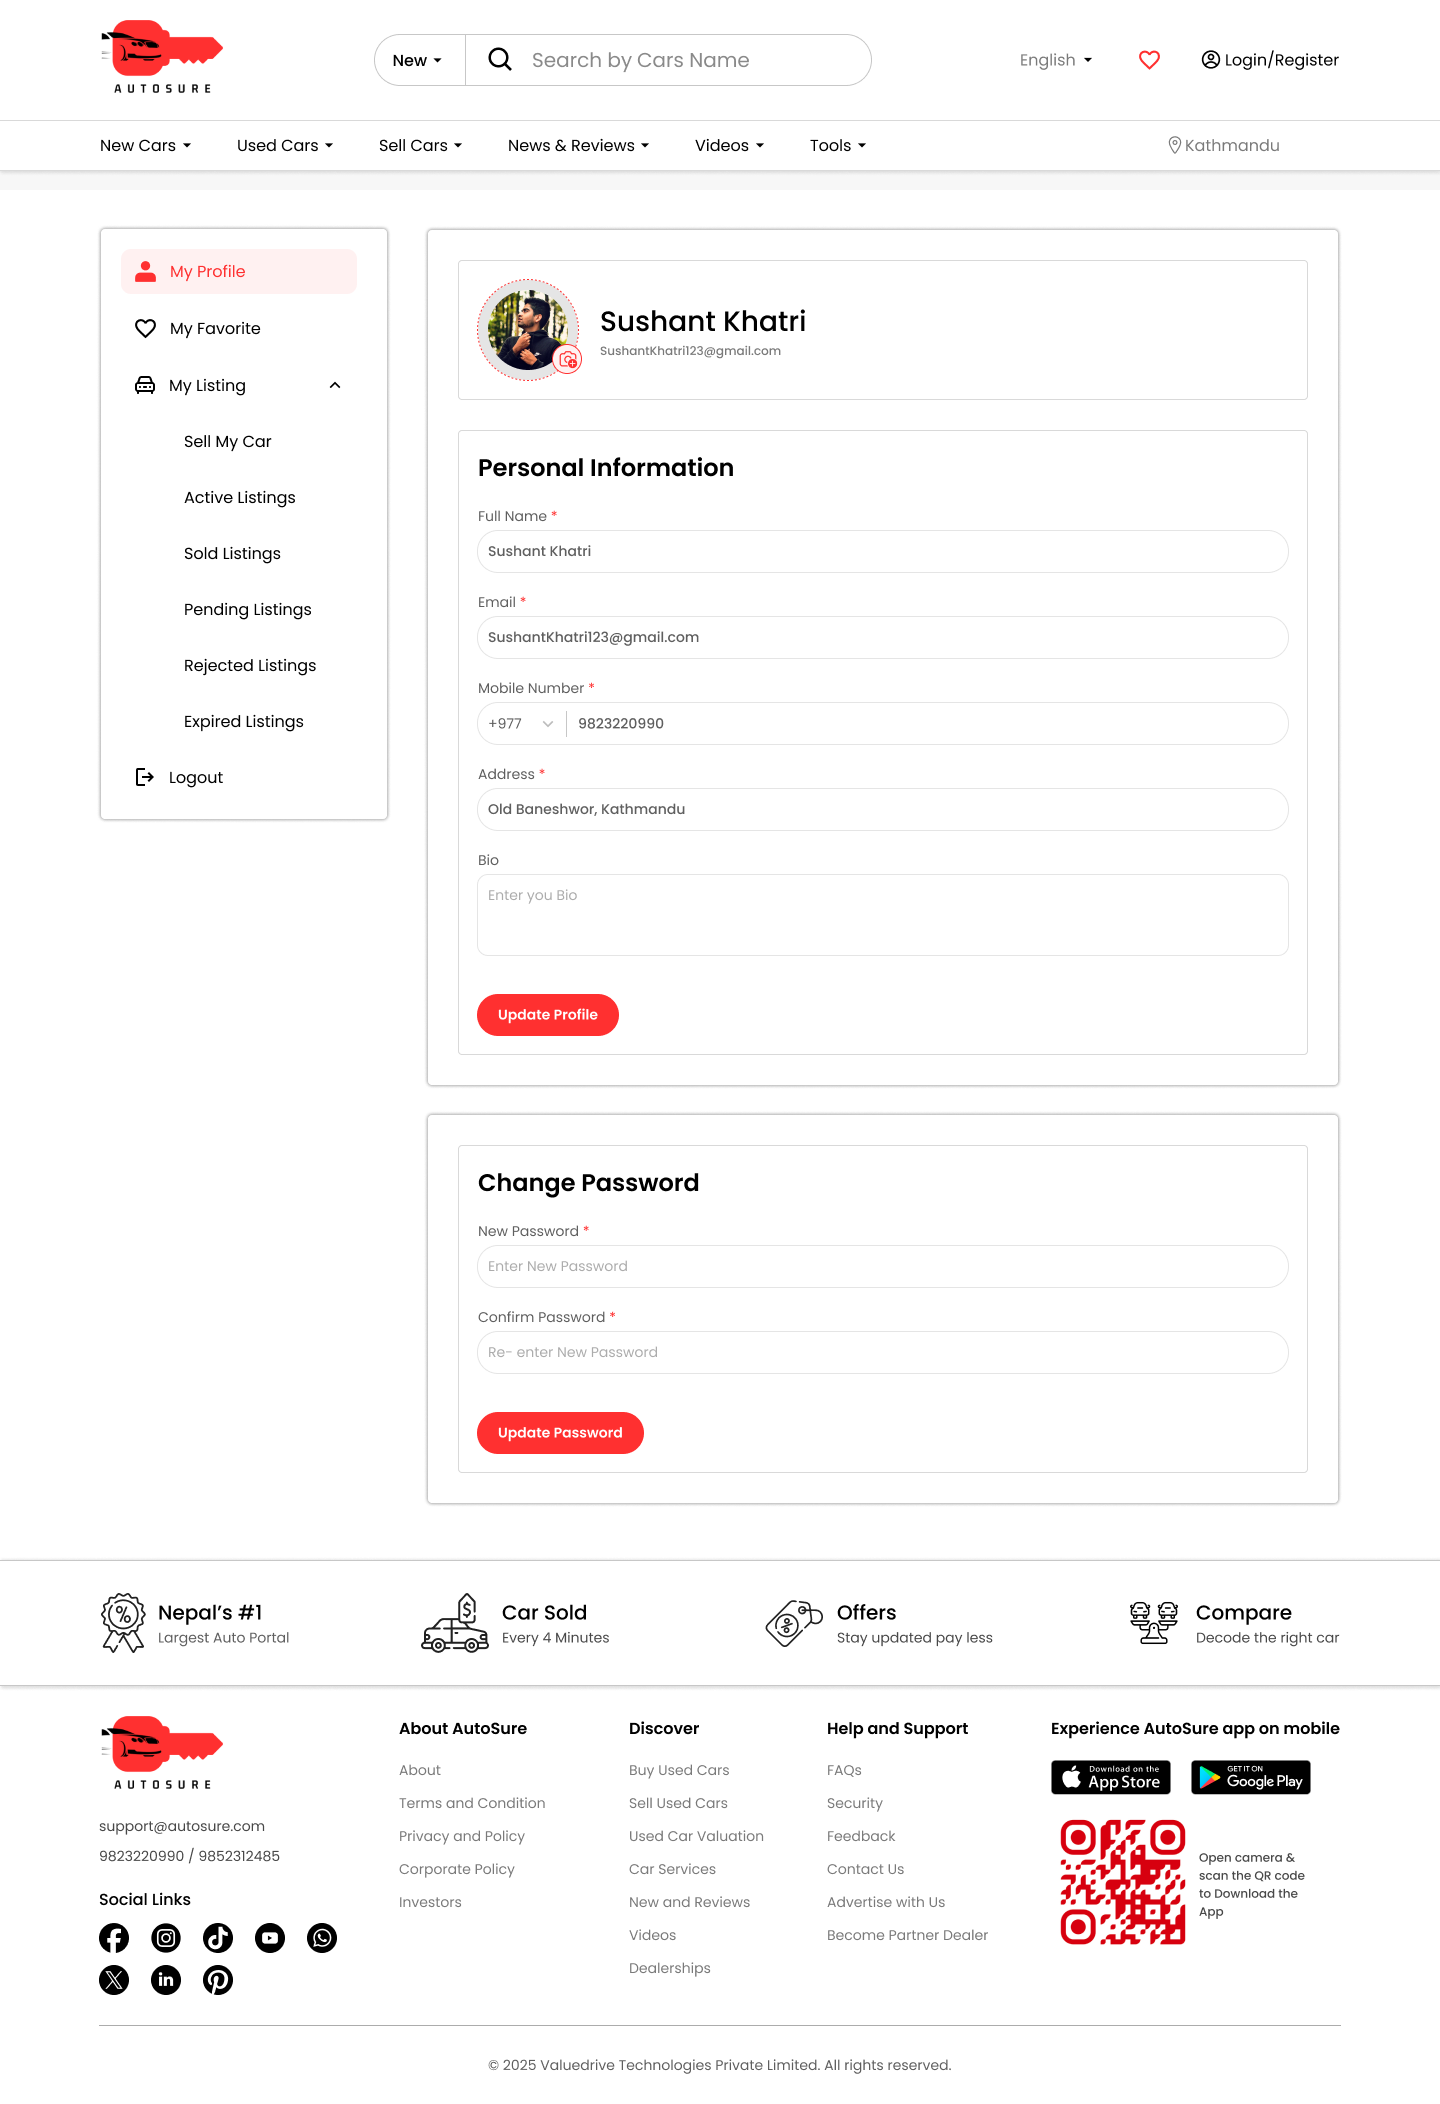 AUTOSURE
New
Search by Cars Name
English
Login/Register
New Cars
Used Cars
Sell Cars
News & Reviews
Videos
Tools
Kathmandu
My Profile
My Favorite
My Listing
Sell My Car
Active Listings
Sold Listings
Pending Listings
Rejected Listings
Expired Listings
Logout
Sushant Khatri
SushantKhatri123@gmail.com
Personal Information
Full Name *
Sushant Khatri
Email *
SushantKhatri123@gmail.com
Mobile Number *
+977 9823220990
Address *
Old Baneshwor, Kathmandu
Bio
Enter you Bio
Update Profile
Change Password
New Password *
Enter New Password
Confirm Password *
Re- enter New Password
Update Password
Nepal's #1
Largest Auto Portal
Car Sold
Every 4 Minutes
Offers
Stay updated pay less
Compare
Decode the right car
AUTOSURE
support@autosure.com
9823220990 / 9852312485
Social Links
About AutoSure
About
Terms and Condition
Privacy and Policy
Corporate Policy
Investors
Discover
Buy Used Cars
Sell Used Cars
Used Car Valuation
Car Services
New and Reviews
Videos
Dealerships
Help and Support
FAQs
Security
Feedback
Contact Us
Advertise with Us
Become Partner Dealer
Experience AutoSure app on mobile
Download on the
App Store
GET IT ON
Google Play
Open camera &
scan the QR code
to Download the
App
© 2025 Valuedrive Technologies Private Limited. All rights reserved.